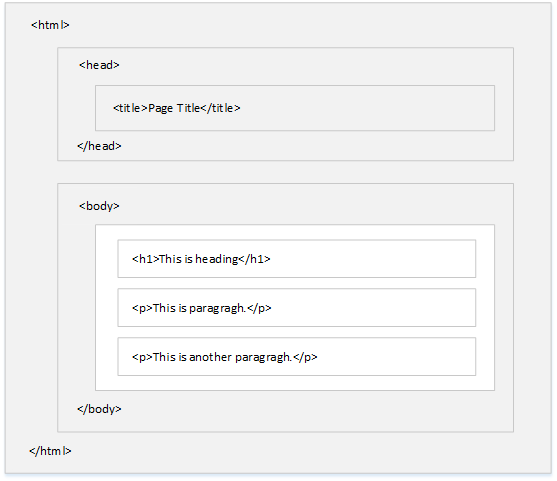 <html>
<head>
<title>Page Title</title>
</head>
<body>
<h1>This is heading</h1>
<p>This is paragragh.</p>
<p>This is another paragragh.</p>
</body>
</html>